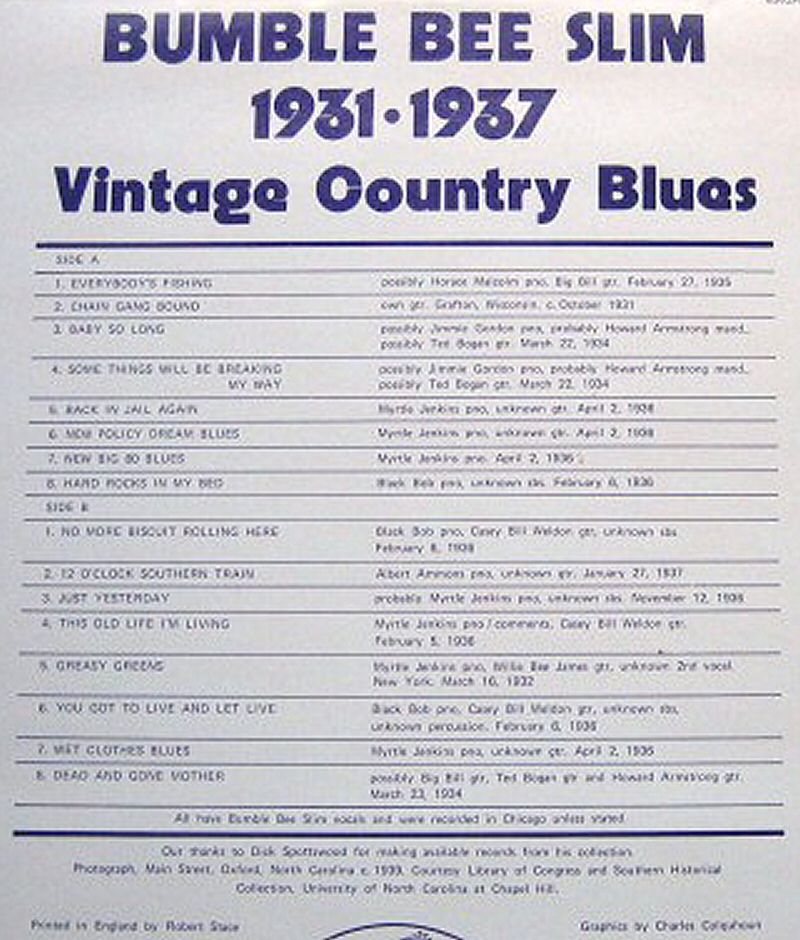 BUMBLE BEE SLIM
1931·1937
Vintage Country Blues
SIDE A
1. EVERYBODY'S FISHING possibly Horace Malcolm pno, Big Bill gtr. February 27, 1935
2. CHAIN GANG BOUND own gtr. Grafton, Wisconsin. c. October 1931
3. BABY SO LONG possibly Jimmie Gordon pno, probably Howard Armstrong mand,
possibly Ted Bogan gtr. March 22, 1934
4. SOME THINGS WILL BE BREAKING possibly Jimmie Gordon pno, probably Howard Armstrong mand,
MY WAY possibly Ted Bogan gtr. March 22, 1934
5. BACK IN JAIL AGAIN Myrtle Jenkins pno, unknown gtr. April 2, 1936
6. NEW POLICY DREAM BLUES Myrtle Jenkins pno, unknown gtr. April 2, 1936
7. NEW BIG 80 BLUES Myrtle Jenkins pno. April 2, 1936
8. HARD ROCKS IN MY BED Black Bob pno, unknown sbs. February 6, 1936
SIDE B
1. NO MORE BISCUIT ROLLING HERE Black Bob pno, Casey Bill Weldon gtr, unknown sbs
February 6, 1936
2. 12 O'CLOCK SOUTHERN TRAIN Albert Ammons pno, unknown gtr. January 27, 1937
3. JUST YESTERDAY probable Myrtle Jenkins pno, unknown sbs. November 12, 1936
4. THIS OLD LIFE I'M LIVING Myrtle Jenkins pno/comments, Casey Bill Weldon gtr.
February 5, 1936
5. GREASY GREENS Myrtle Jenkins pno, Willie Bee James gtr, unknown 2nd vocal.
New York. March 16, 1932
6. YOU GOT TO LIVE AND LET LIVE Black Bob pno, Casey Bill Weldon gtr, unknown sbs,
unknown percussion. February 6, 1936
7. WET CLOTHES BLUES Myrtle Jenkins pno, unknown gtr. April 2, 1936
8. DEAD AND GONE MOTHER possibly Big Bill gtr, Ted Bogan gtr and Howard Armstrong gtr.
March 23, 1934
All have Bumble Bee Slim vocals and were recorded in Chicago unless stated
Our thanks to Dick Spottswood for making available records from his collection.
Photograph, Main Street, Oxford, North Carolina c. 1939. Courtesy Library of Congress and Southern Historical
Collection, University of North Carolina at Chapel Hill.
Printed in England by Robert Stace Graphics by Charles Colquhoun